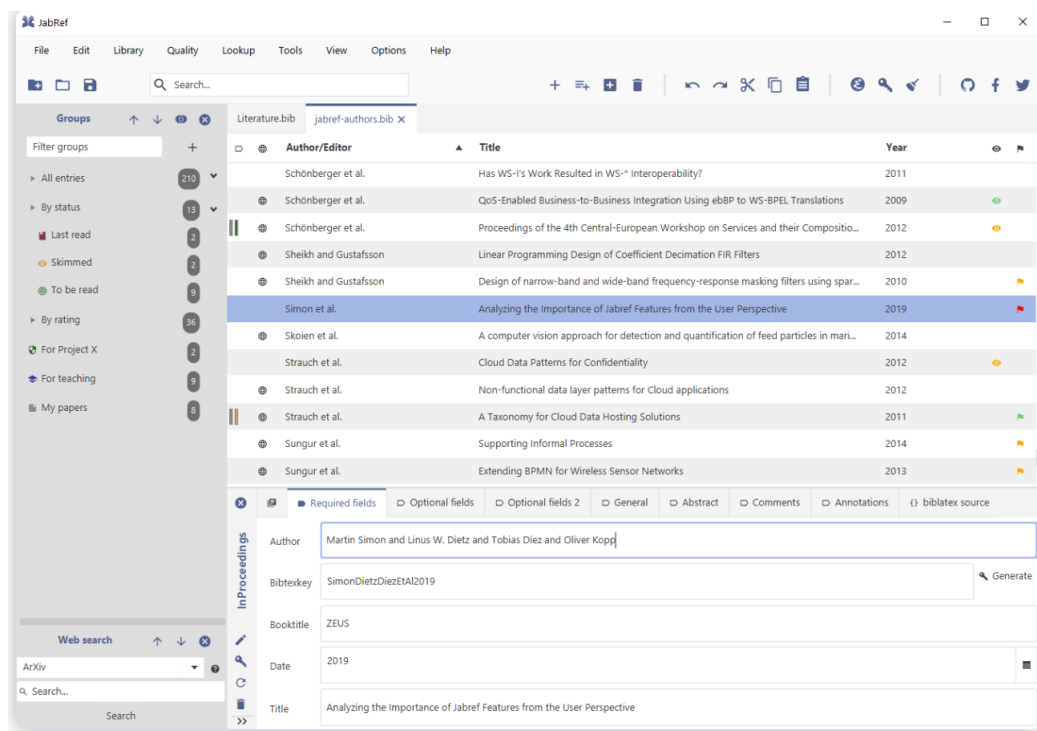 JabRef
File Edit Library Quality Lookup Tools View Options Help
Search...
Groups
Filter groups
All entries 210
By status 13
Last read 2
Skimmed 2
To be read 9
By rating 36
For Project X 2
For teaching 9
My papers 8
Web search
ArXiv
Search...
Search
Literature.bib jabref-authors.bib
Author/Editor Title Year
Schönberger et al. Has WS-I's Work Resulted in WS-* Interoperability? 2011
Schönberger et al. QoS-Enabled Business-to-Business Integration Using ebBP to WS-BPEL Translations 2009
Schönberger et al. Proceedings of the 4th Central-European Workshop on Services and their Compositio... 2012
Sheikh and Gustafsson Linear Programming Design of Coefficient Decimation FIR Filters 2012
Sheikh and Gustafsson Design of narrow-band and wide-band frequency-response masking filters using spar... 2010
Simon et al. Analyzing the Importance of Jabref Features from the User Perspective 2019
Skoien et al. A computer vision approach for detection and quantification of feed particles in mari... 2014
Strauch et al. Cloud Data Patterns for Confidentiality 2012
Strauch et al. Non-functional data layer patterns for Cloud applications 2012
Strauch et al. A Taxonomy for Cloud Data Hosting Solutions 2011
Sungur et al. Supporting Informal Processes 2014
Sungur et al. Extending BPMN for Wireless Sensor Networks 2013
Required fields Optional fields Optional fields 2 General Abstract Comments Annotations {} biblatex source
InProceedings
Author Martin Simon and Linus W. Dietz and Tobias Diez and Oliver Kopp
Bibtexkey SimonDietzDiezEtAl2019 Generate
Booktitle ZEUS
Date 2019
Title Analyzing the Importance of Jabref Features from the User Perspective